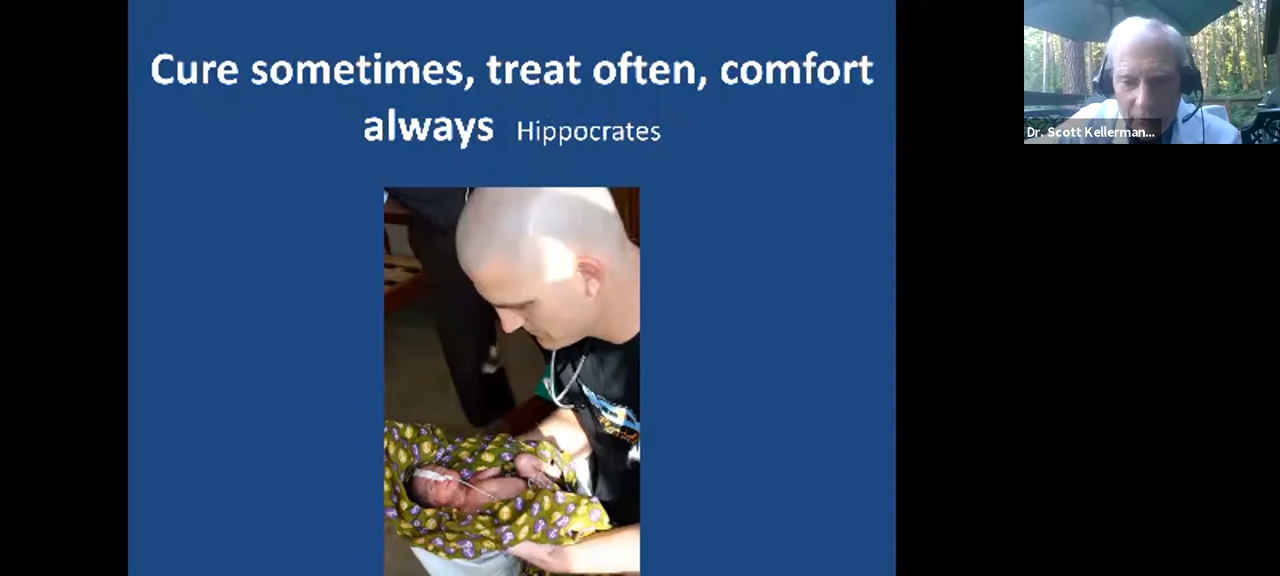 Cure sometimes, treat often, comfort
always Hippocrates
Dr. Scott Kellerman...